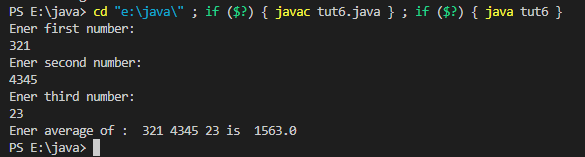 PS E:\java> cd "e:\java\" ; if ($?) { javac tut6.java } ; if ($?) { java tut6 }
Ener first number:
321
Ener second number:
4345
Ener third number:
23
Ener average of :  321 4345 23 is  1563.0
PS E:\java>